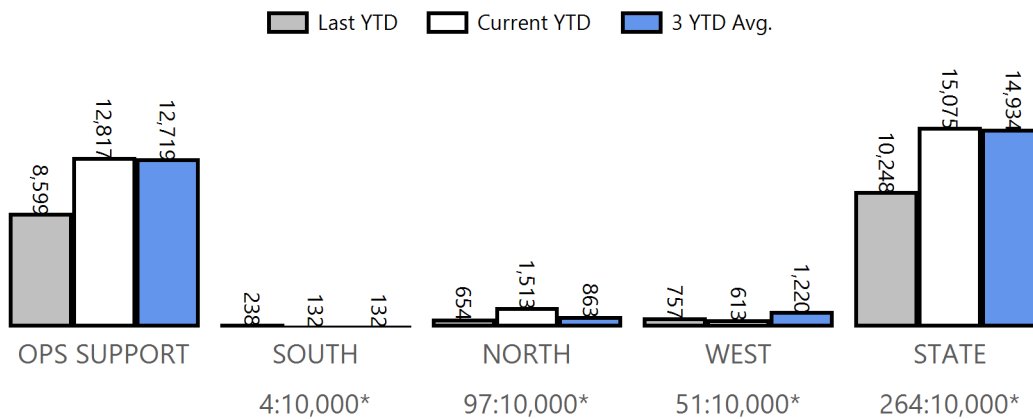 Last YTD Current YTD 3 YTD Avg.
8,599 12,817 12,719 238 132 132 654 1,513 863 757 613 1,220 10,248 15,075 14,934
OPS SUPPORT SOUTH NORTH WEST STATE
4:10,000* 97:10,000* 51:10,000* 264:10,000*